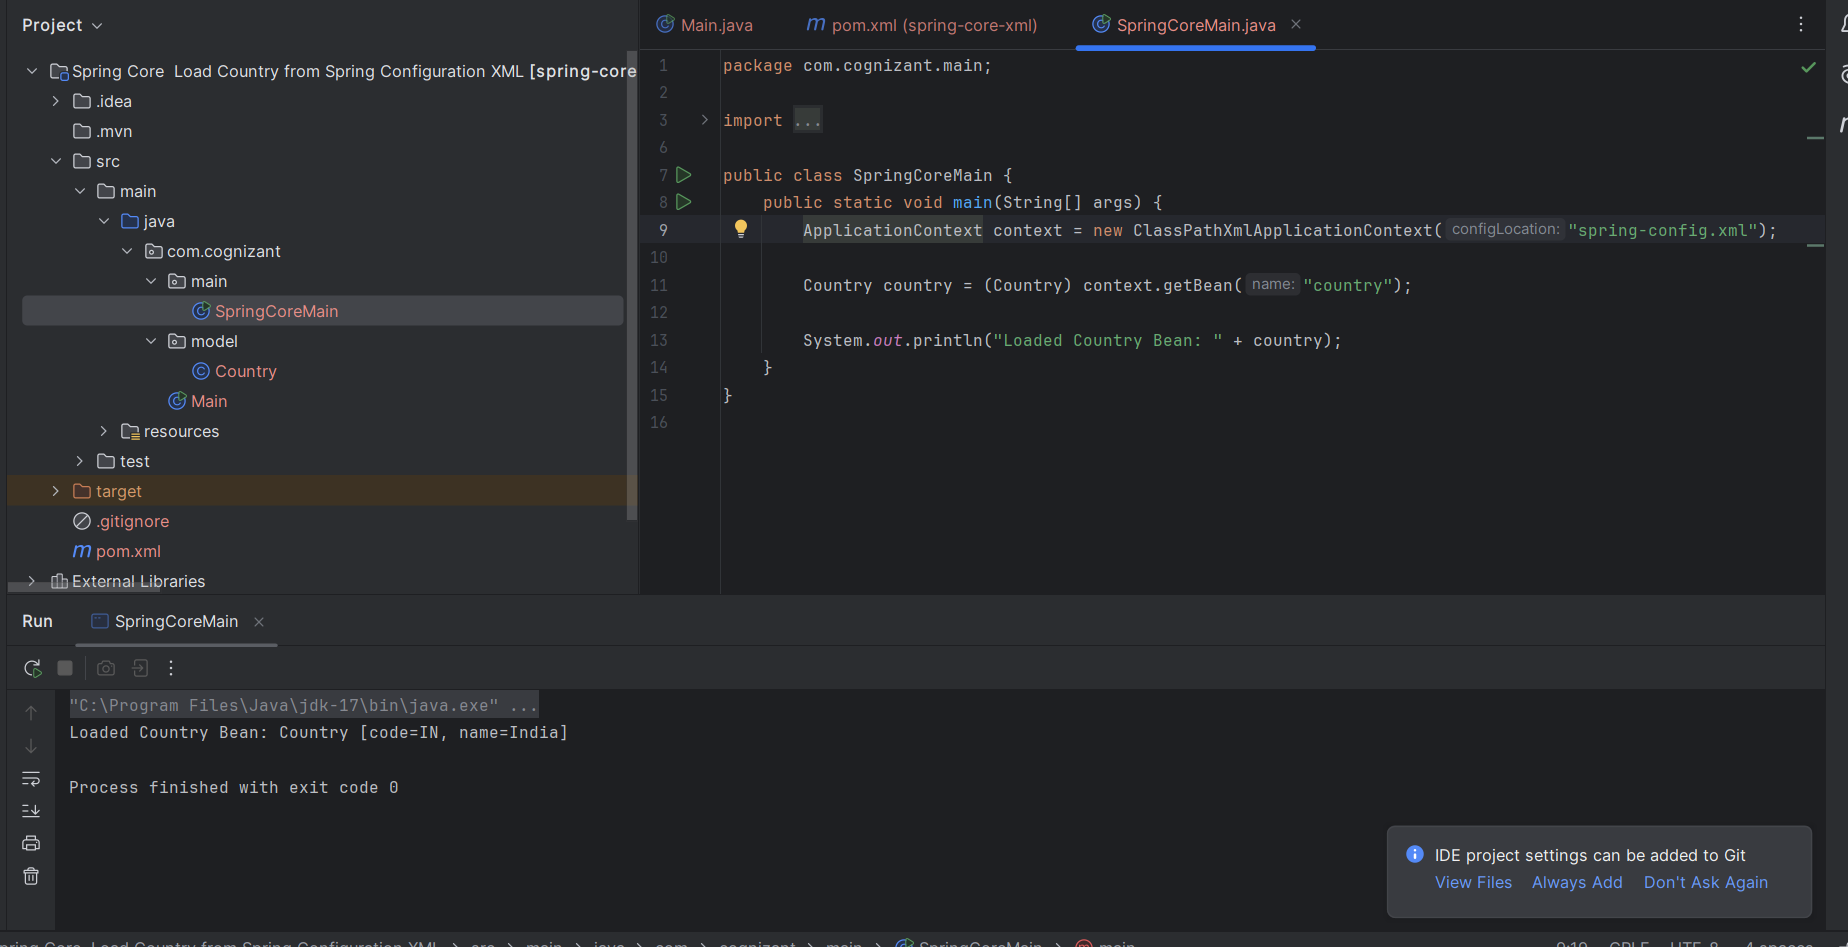 Project
Spring Core  Load Country from Spring Configuration XML [spring-core
.idea
.mvn
src
main
java
com.cognizant
main
SpringCoreMain
model
Country
Main
resources
test
target
.gitignore
pom.xml
External Libraries
Main.java
pom.xml (spring-core-xml)
SpringCoreMain.java
1 package com.cognizant.main;
2
3 import ...
6
7 public class SpringCoreMain {
8 public static void main(String[] args) {
9 ApplicationContext context = new ClassPathXmlApplicationContext( configLocation: "spring-config.xml");
10
11 Country country = (Country) context.getBean( name: "country");
12
13 System.out.println("Loaded Country Bean: " + country);
14 }
15 }
16
Run
SpringCoreMain
"C:\Program Files\Java\jdk-17\bin\java.exe" ...
Loaded Country Bean: Country [code=IN, name=India]
Process finished with exit code 0
IDE project settings can be added to Git
View Files Always Add Don't Ask Again
Load Country from Spring Configuration XML > src > main > java > com > cognizant > main > SpringCoreMain > main
9:19 CRLF UTF-8 4 spaces